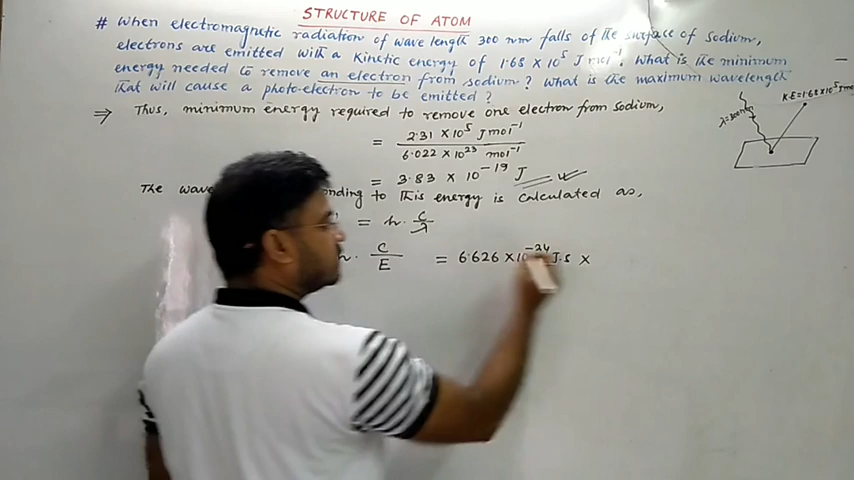 STRUCTURE OF ATOM
# When electromagnetic radiation of wave length 300 nm falls of the surface of sodium,
electrons are emitted with a kinetic energy of 1.68 × 10⁵ J mol⁻¹. What is the minimum
energy needed to remove an electron from sodium? What is the maximum wavelength
that will cause a photo-electron to be emitted?
⇒ Thus, minimum energy required to remove one electron from sodium,
= 2.31 × 10⁵ J mol⁻¹
6.022 × 10²³ mol⁻¹
= 3.83 × 10⁻¹⁹ J
The onding to this energy is calculated as,
= h. c/λ
h. c/E = 6.626 × 10⁻³⁴ J.s ×
λ=300nm
K.E=1.68×10⁵